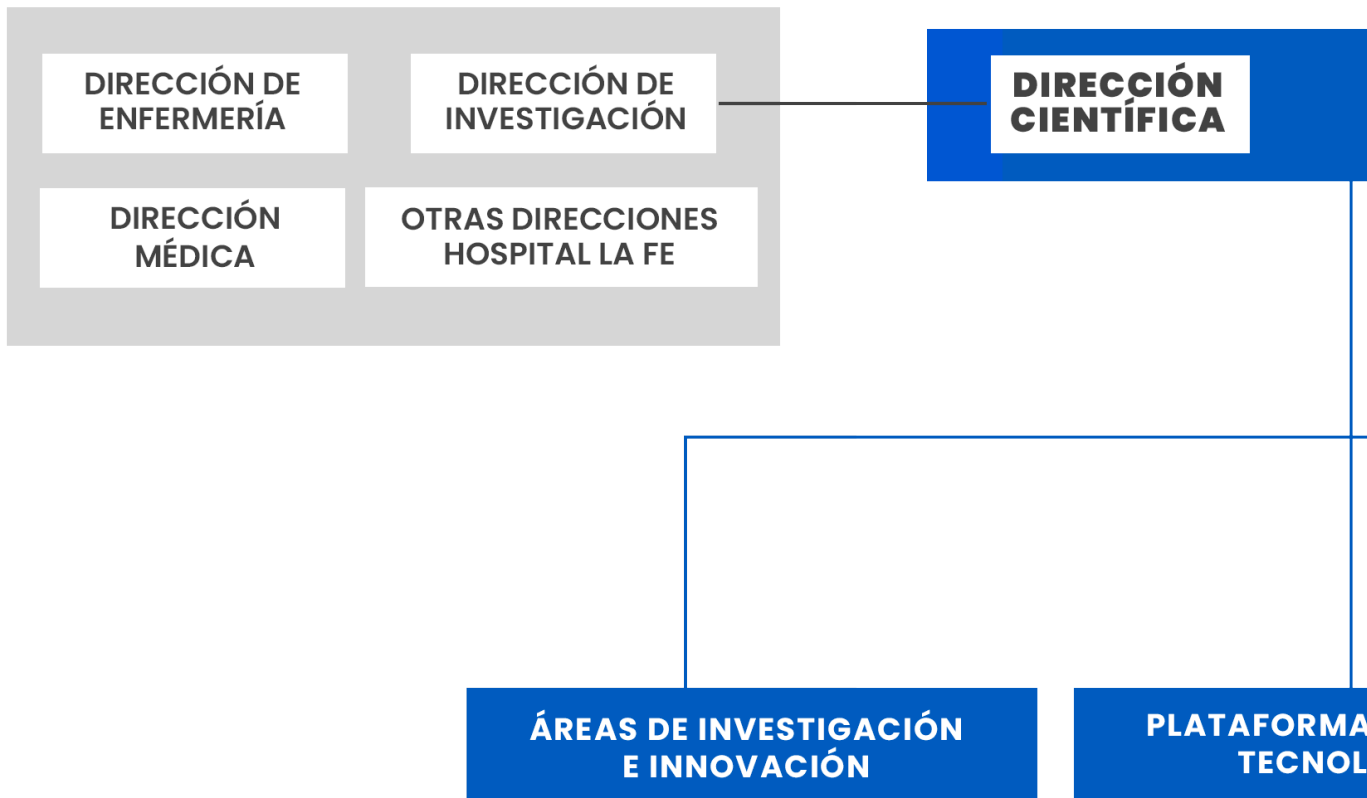 DIRECCIÓN DE
ENFERMERÍA
DIRECCIÓN DE
INVESTIGACIÓN
DIRECCIÓN
CIENTÍFICA
DIRECCIÓN
MÉDICA
OTRAS DIRECCIONES
HOSPITAL LA FE
ÁREAS DE INVESTIGACIÓN
E INNOVACIÓN
PLATAFORMA
TECNOL